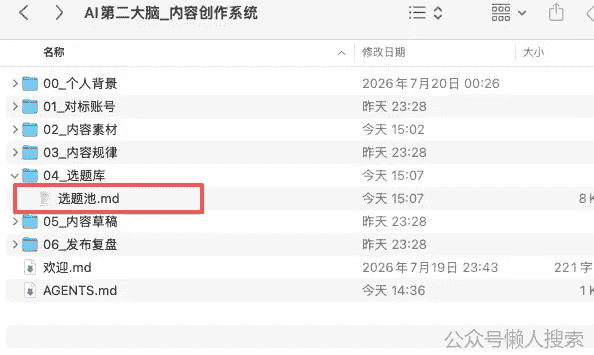 AI第二大脑_内容创作系统
名称 修改日期 大小
00_个人背景 2026年7月20日 00:26
01_对标账号 昨天 23:28
02_内容素材 今天 15:02
03_内容规律 昨天 23:28
04_选题库 今天 15:07
选题池.md 今天 15:07 8 K
05_内容草稿 昨天 23:28
06_发布复盘 昨天 23:28
欢迎.md 2026年7月19日 23:43 221 字
AGENTS.md 今天 14:36 1 K
公众号懒人搜索